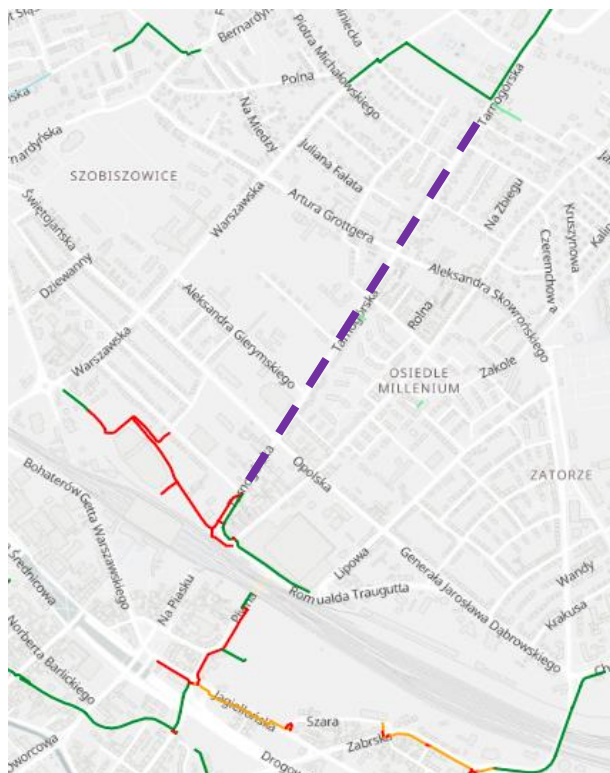 Bernardyńska
Piotra Michałowskiego
Polna
Tarnogórska
Na Miedzy
Juliana Fałata
SZOBISZOWICE
Na Zbiegu
Warszawska
Artura Grottgera
Kruszynowa
Czeremchowa
Świętojańska
Dziewanny
Aleksandra Skowrońskiego
Aleksandra Gierymskiego
Tarnogórska
Rolna
Warszawska
OSIEDLE
MILLENIUM
Zakole
Opolska
ZATORZE
Bohaterów Getta Warszawskiego
Lipowa
Generała Jarosława Dąbrowskiego
Romualda Traugutta
Wandy
Na Piasku
Krakusa
Norberta Barlickiego
Jagiellońska
Szara